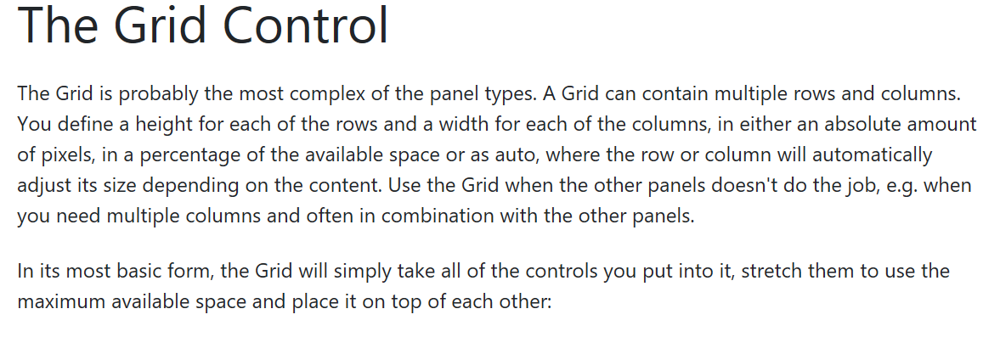 The Grid Control
The Grid is probably the most complex of the panel types. A Grid can contain multiple rows and columns.
You define a height for each of the rows and a width for each of the columns, in either an absolute amount
of pixels, in a percentage of the available space or as auto, where the row or column will automatically
adjust its size depending on the content. Use the Grid when the other panels doesn't do the job, e.g. when
you need multiple columns and often in combination with the other panels.
In its most basic form, the Grid will simply take all of the controls you put into it, stretch them to use the
maximum available space and place it on top of each other: